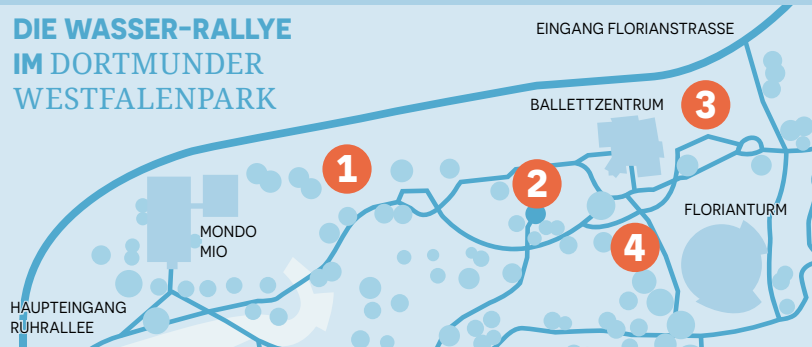 DIE WASSER-RALLYE
IM DORTMUNDER
WESTFALENPARK
EINGANG FLORIANSTRASSE
BALLETTZENTRUM
3
1
2
FLORIANTURM
MONDO
MIO
4
HAUPTEINGANG
RUHRALLEE